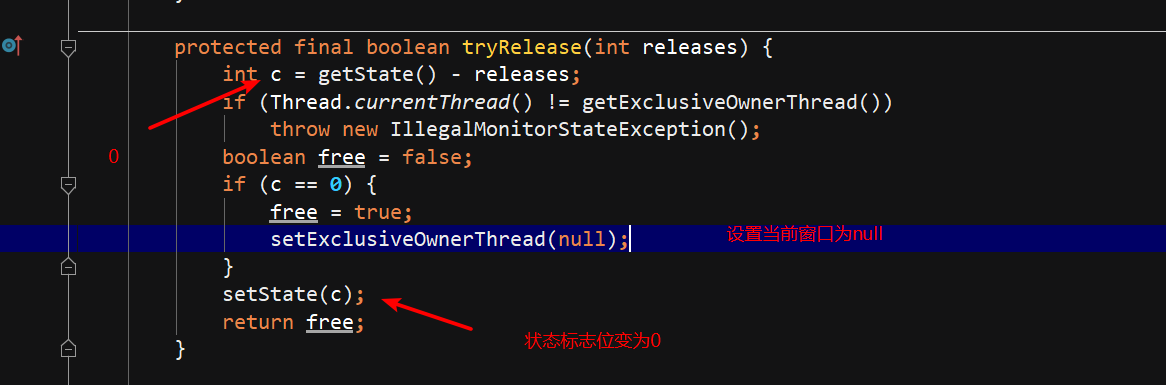 protected final boolean tryRelease(int releases) {
int c = getState() - releases;
if (Thread.currentThread() != getExclusiveOwnerThread())
throw new IllegalMonitorStateException();
0
boolean free = false;
if (c == 0) {
free = true;
setExclusiveOwnerThread(null); 设置当前窗口为null
}
setState(c);
return free; 状态标志位变为0
}